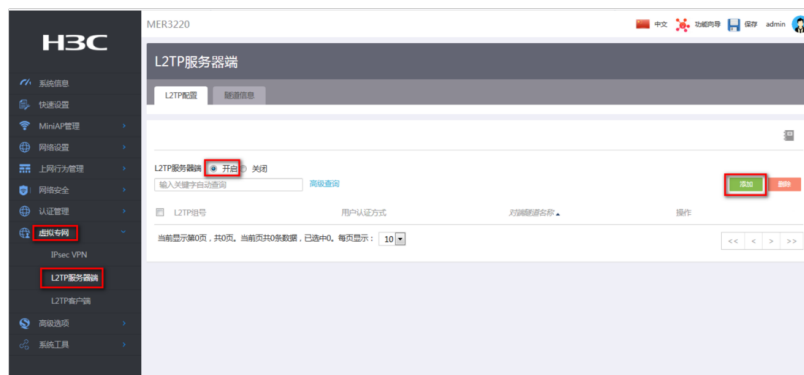 MER3220
中文 功能向导 保存 admin
H3C
系统信息
快速设置
MiniAP管理
网络设置
上网行为管理
网络安全
认证管理
虚拟专网
IPsec VPN
L2TP服务器端
L2TP客户端
高级选项
系统工具
L2TP服务器端
L2TP配置 隧道信息
L2TP服务器端 开启 关闭
输入关键字自动查询 高级查询 添加 删除
L2TP组号 用户认证方式 对端隧道名称 操作
当前显示第0页，共0页。当前页共0条数据，已选中0。每页显示： 10 << < > >>